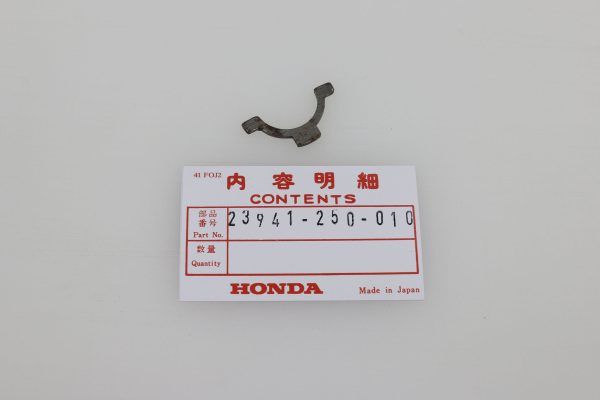 41 FOJ2
内容明細
CONTENTS
部品
番号
Part No.
23941-250-010
数量
Quantity
HONDA
Made in Japan